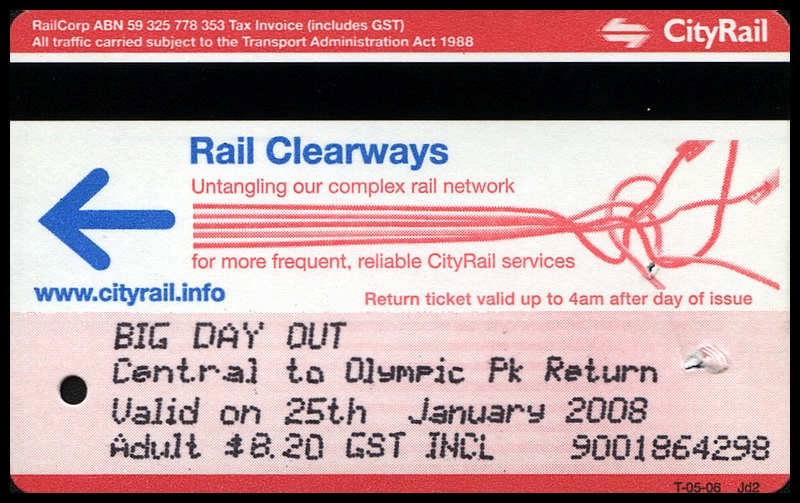 RailCorp ABN 59 325 778 353 Tax Invoice (includes GST)
All traffic carried subject to the Transport Administration Act 1988
CityRail
Rail Clearways
Untangling our complex rail network
for more frequent, reliable CityRail services
www.cityrail.info
Return ticket valid up to 4am after day of issue
BIG DAY OUT
Central to Olympic Pk Return
Valid on 25th January 2008
Adult $8.20 GST INCL 9001864298
T-05-06 Jd2